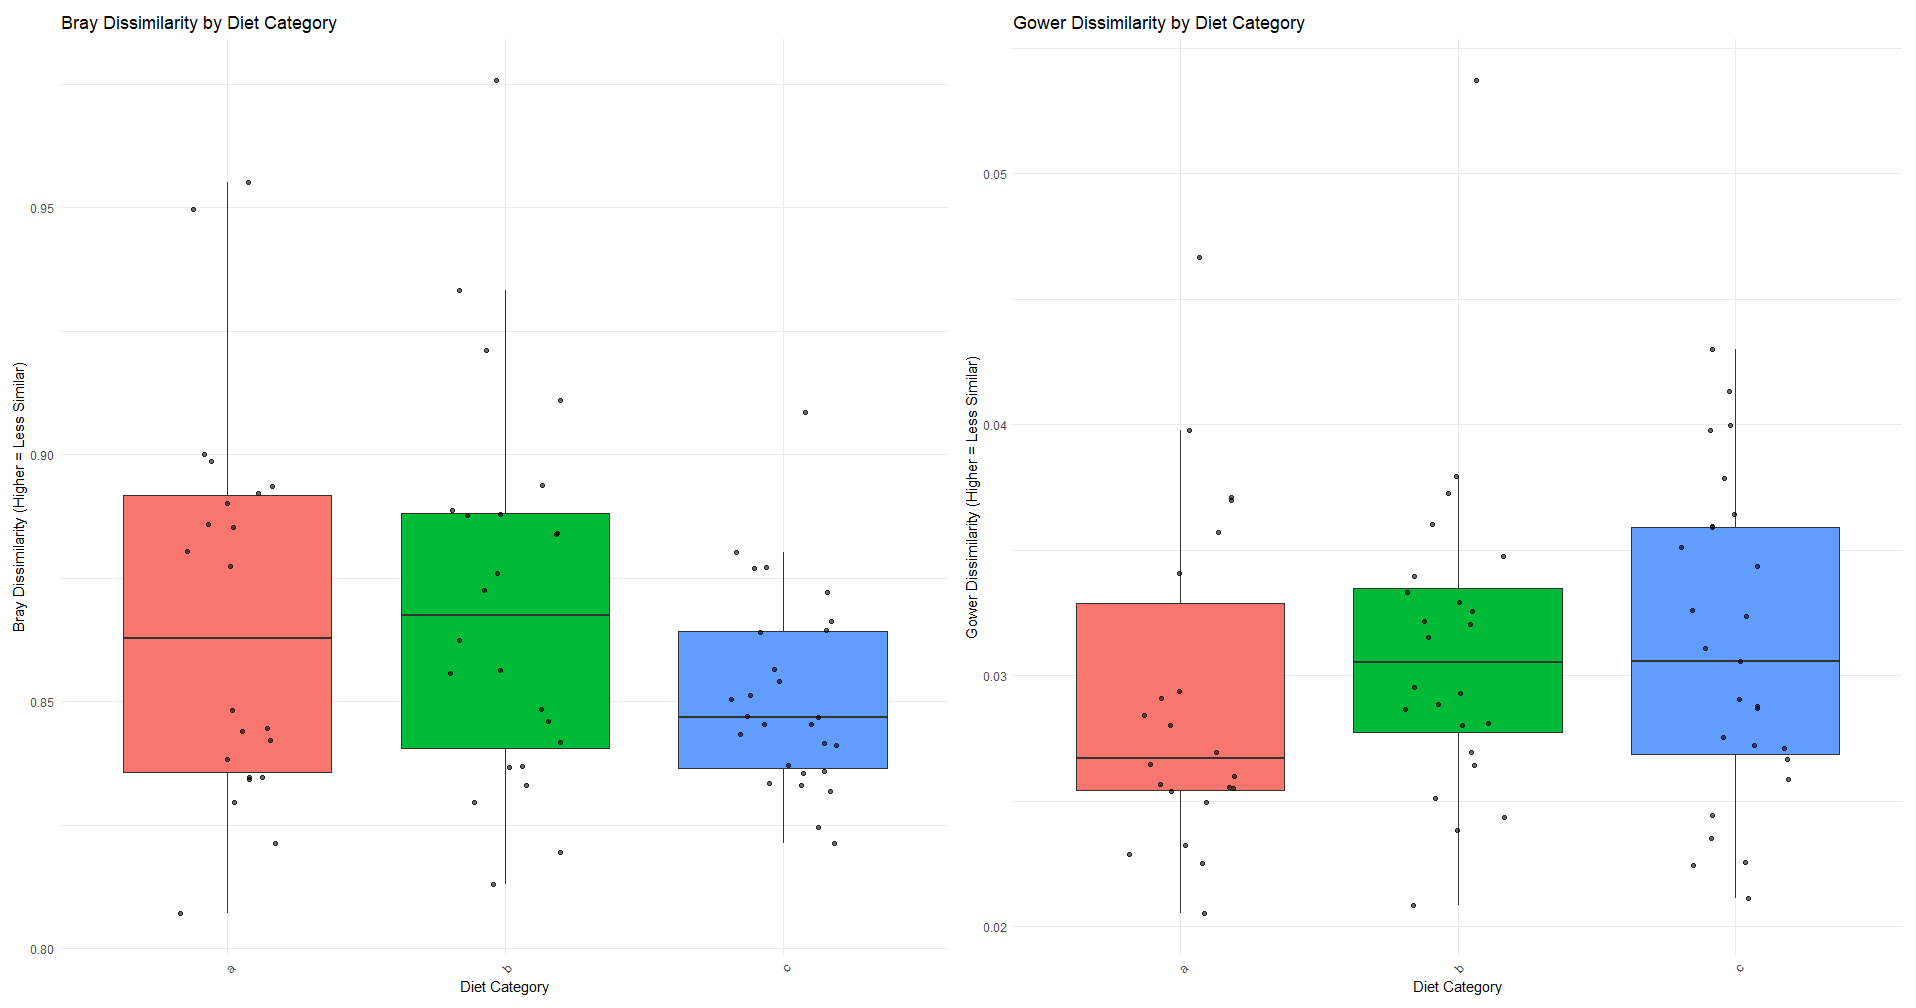 Bray Dissimilarity by Diet Category
Bray Dissimilarity (Higher = Less Similar)
0.95
0.90
0.85
0.80
a
b
c
Diet Category
Gower Dissimilarity by Diet Category
Gower Dissimilarity (Higher = Less Similar)
0.05
0.04
0.03
0.02
a
b
c
Diet Category